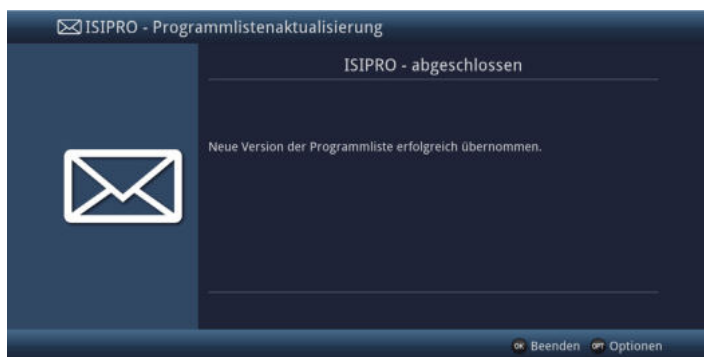 ISIPRO - Programmlistenaktualisierung
ISIPRO - abgeschlossen
Neue Version der Programmliste erfolgreich übernommen.
OK Beenden OPT Optionen